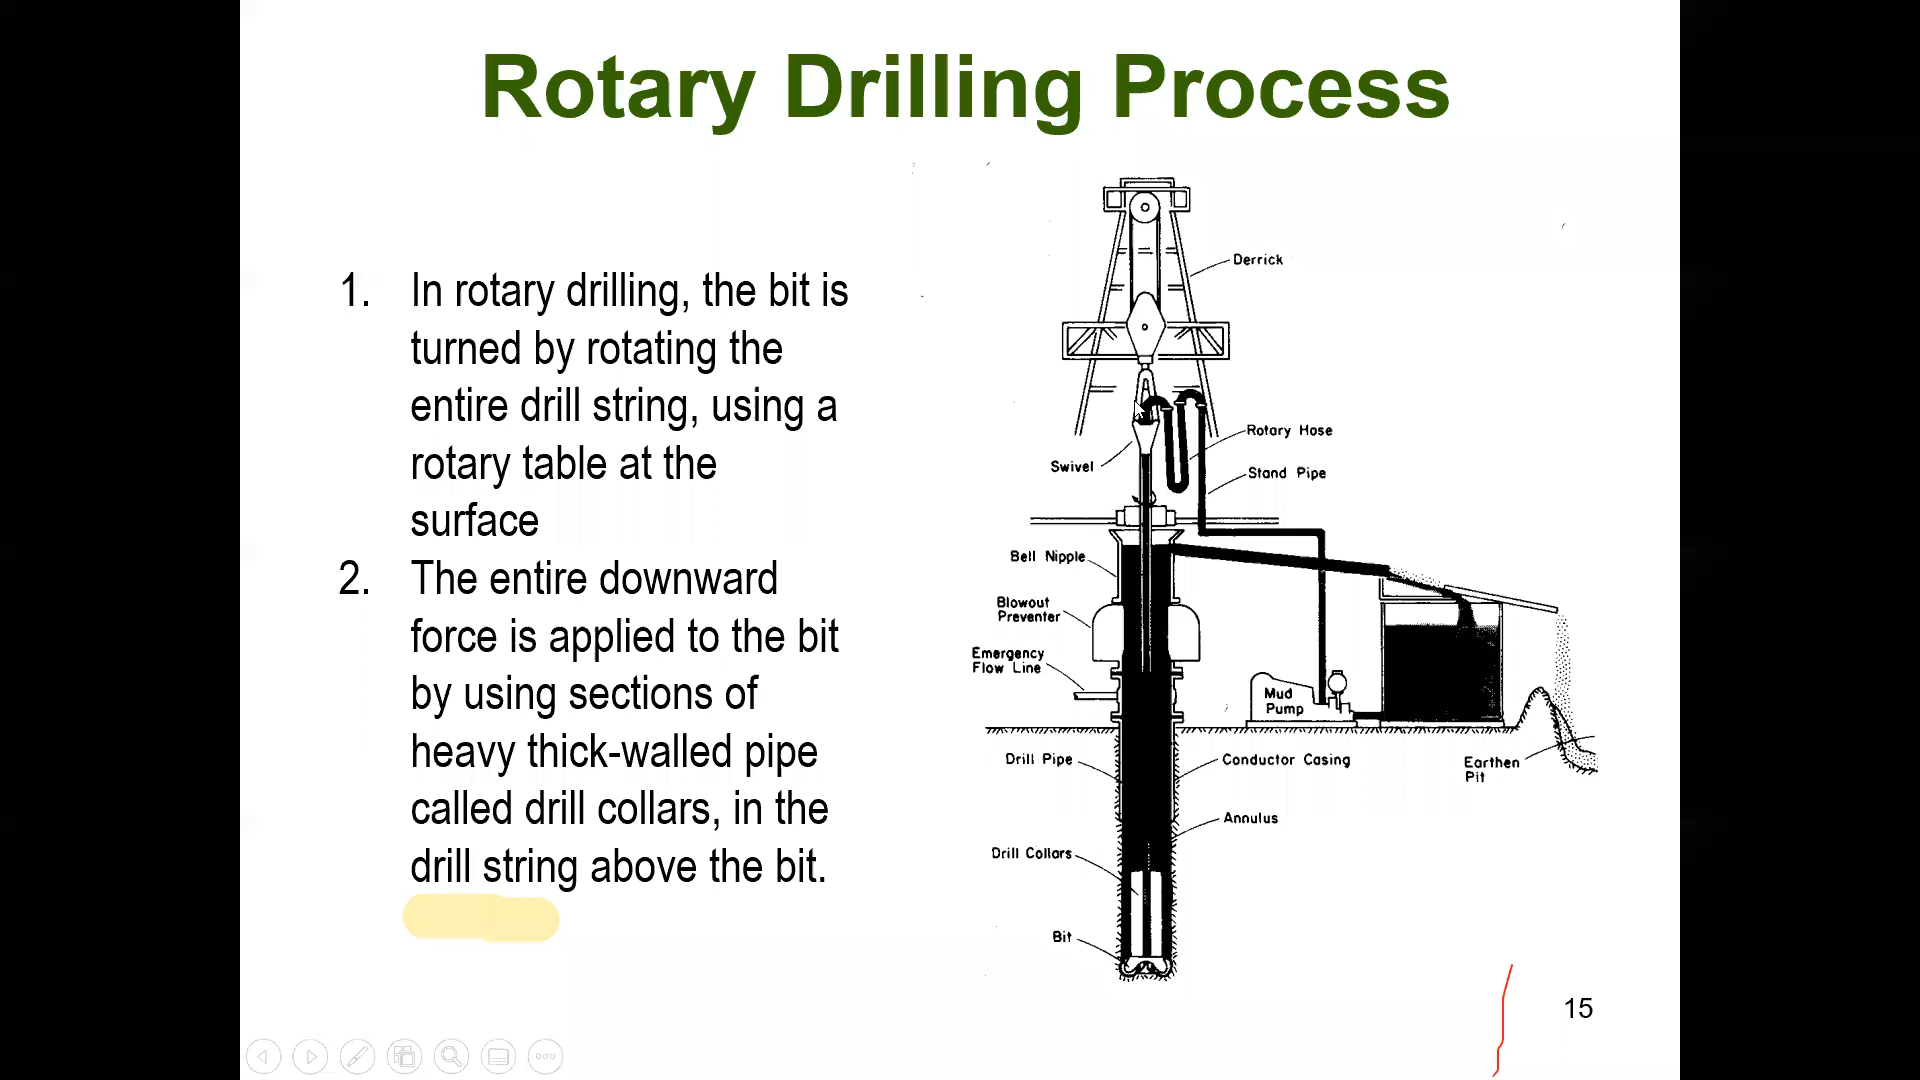 Rotary Drilling Process
1. In rotary drilling, the bit is
turned by rotating the
entire drill string, using a
rotary table at the
surface
2. The entire downward
force is applied to the bit
by using sections of
heavy thick-walled pipe
called drill collars, in the
drill string above the bit.
Derrick
Rotary Hose
Swivel
Stand Pipe
Bell Nipple
Blowout
Preventer
Emergency
Flow Line
Mud
Pump
Drill Pipe
Conductor Casing
Earthen
Pit
Annulus
Drill Collars
Bit
15